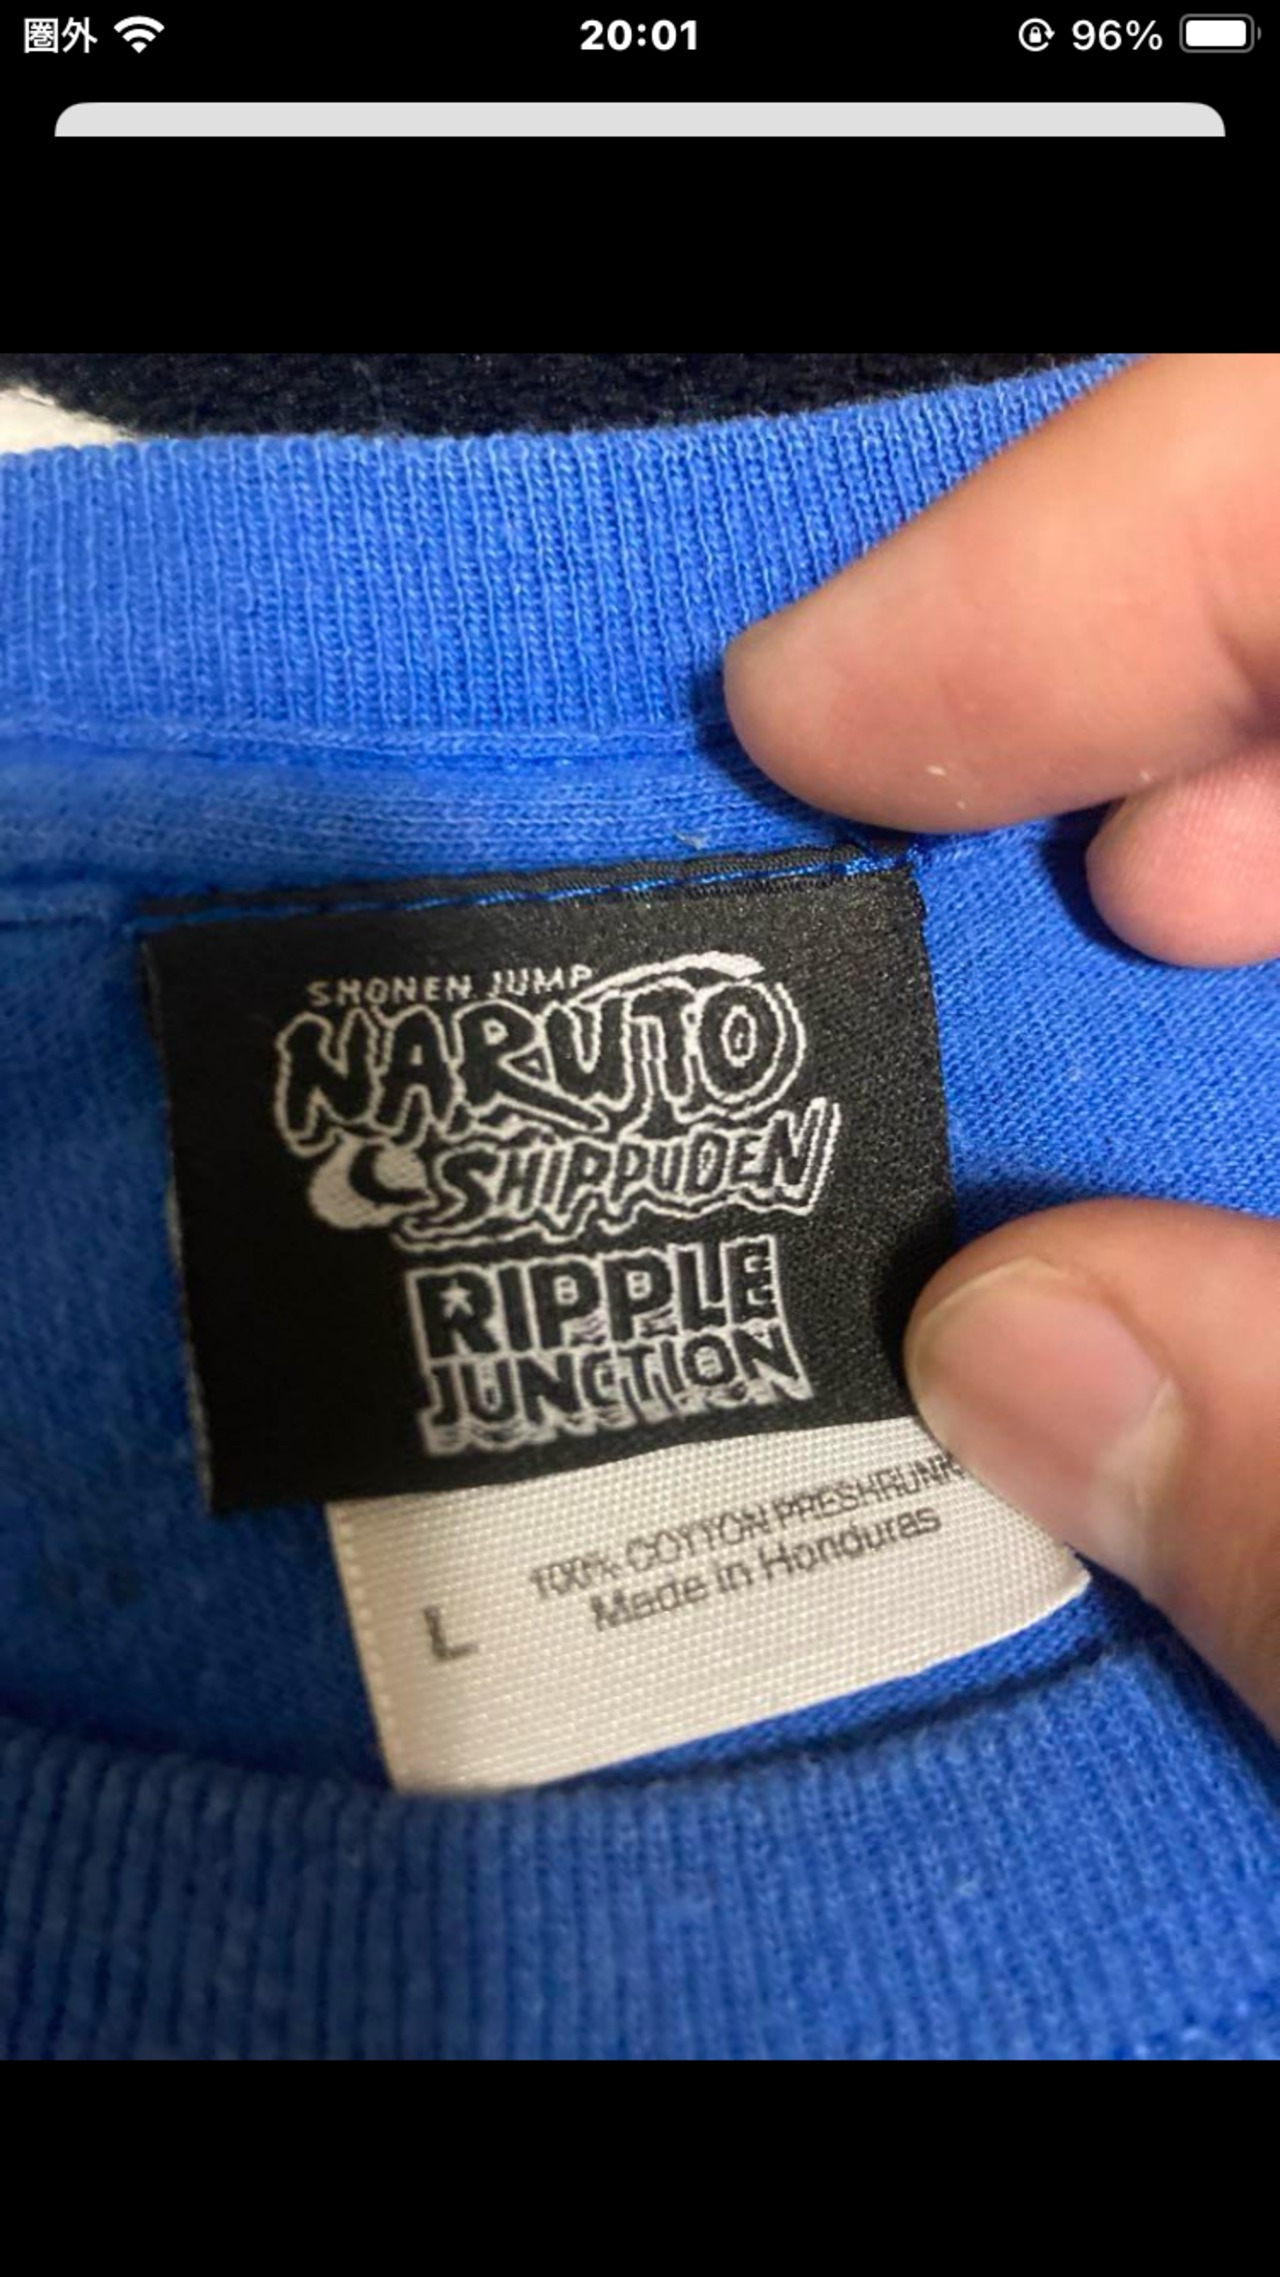 圏外 20:01 96%
SHONEN JUMP
NARUTO
SHIPPUDEN
RIPPLE
JUNCTION
100% COTTON PRESHRUNK
Made in Honduras
L